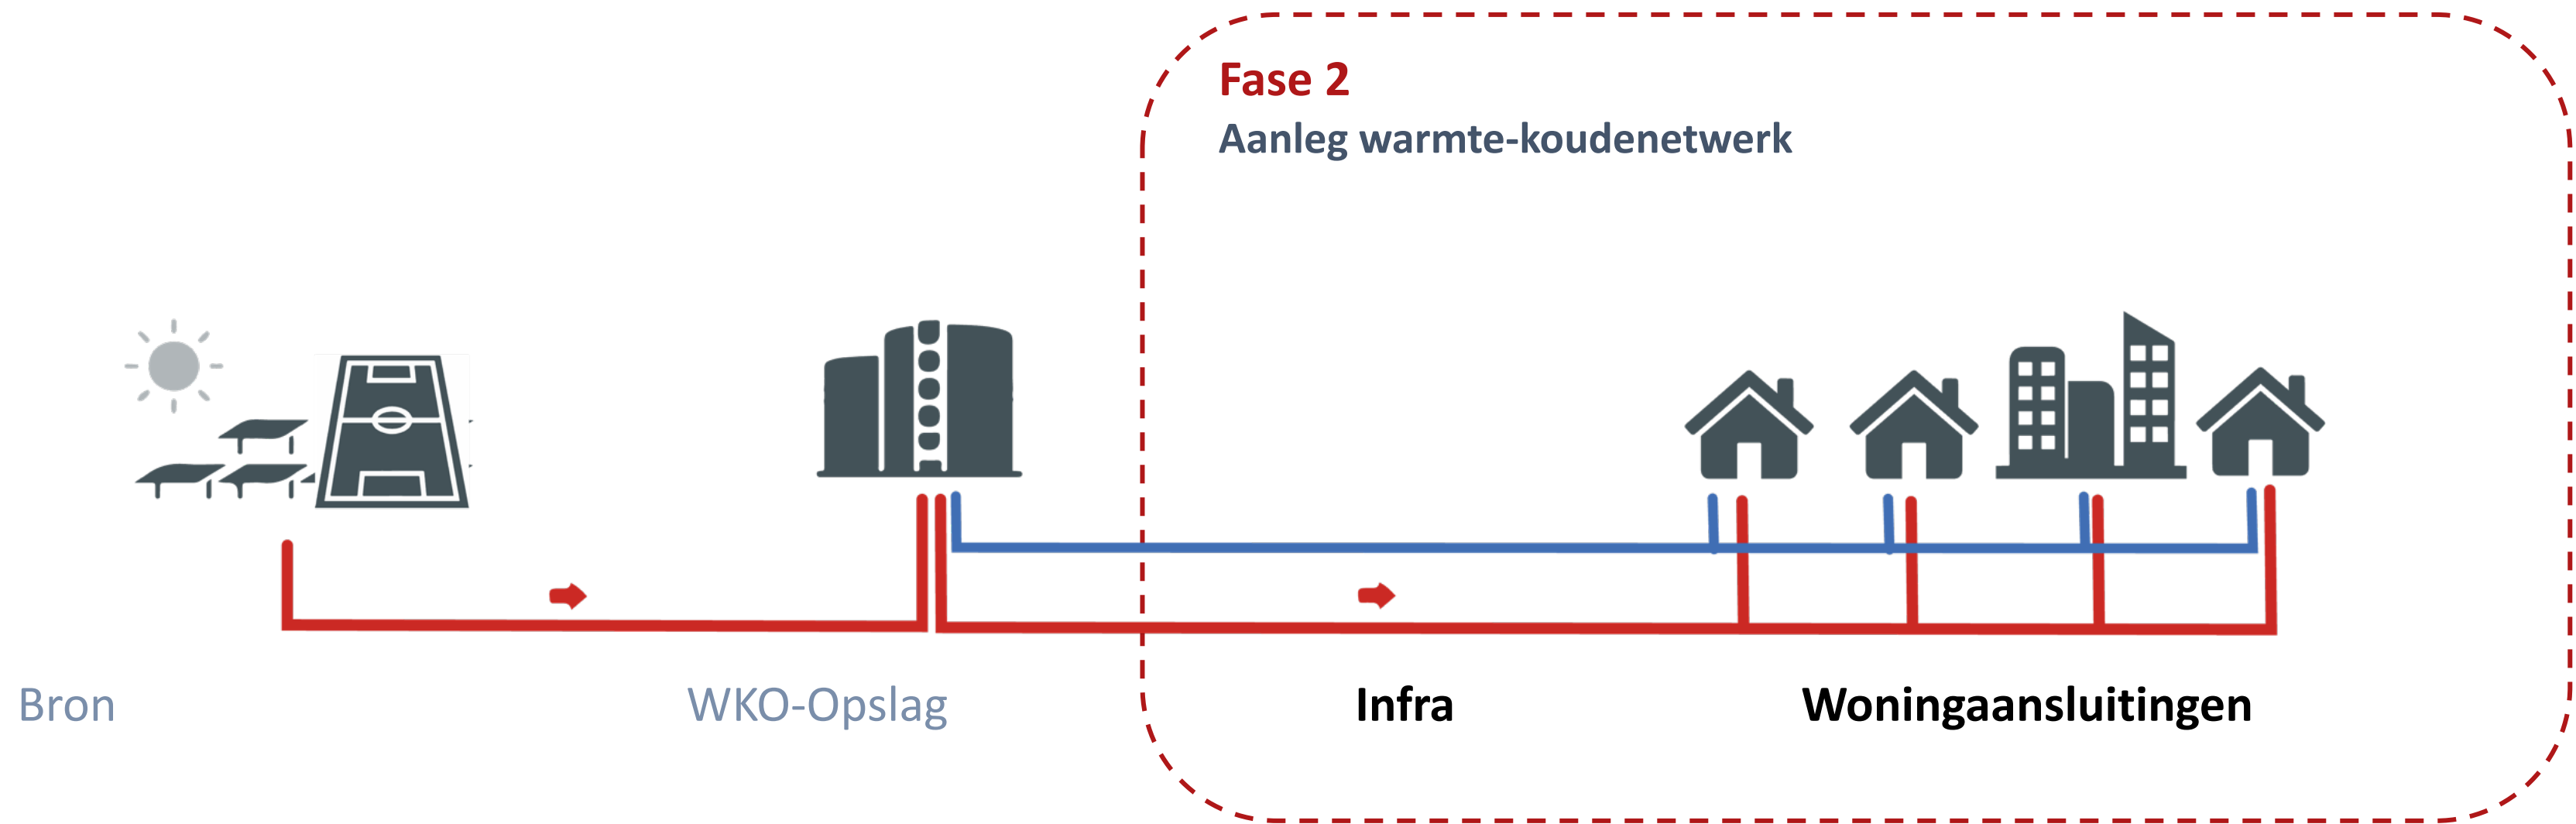 Fase 2
Aanleg warmte-koudenetwerk
Bron
WKO-Opslag
Infra
Woningaansluitingen